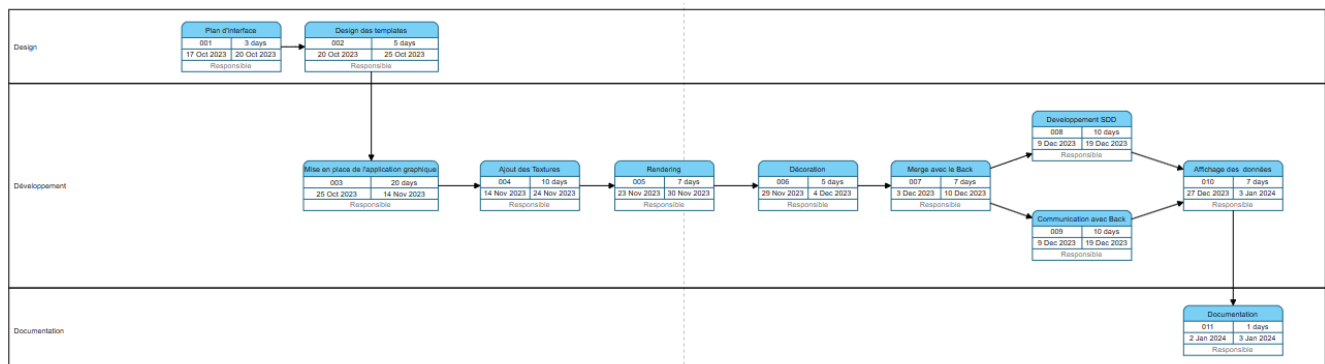 Design
Plan d'interface
001 3 days
17 Oct 2023 20 Oct 2023
Responsible
Design des templates
002 5 days
20 Oct 2023 25 Oct 2023
Responsible
Développement
Mise en place de l'application graphique
003 20 days
25 Oct 2023 14 Nov 2023
Responsible
Ajout des Textures
004 10 days
14 Nov 2023 24 Nov 2023
Responsible
Rendering
005 7 days
23 Nov 2023 30 Nov 2023
Responsible
Décoration
006 5 days
29 Nov 2023 4 Dec 2023
Responsible
Merge avec le Back
007 7 days
3 Dec 2023 10 Dec 2023
Responsible
Developpement SDD
008 10 days
9 Dec 2023 19 Dec 2023
Responsible
Communication avec Back
009 10 days
9 Dec 2023 19 Dec 2023
Responsible
Affichage des données
010 7 days
27 Dec 2023 3 Jan 2024
Responsible
Documentation
Documentation
011 1 days
2 Jan 2024 3 Jan 2024
Responsible